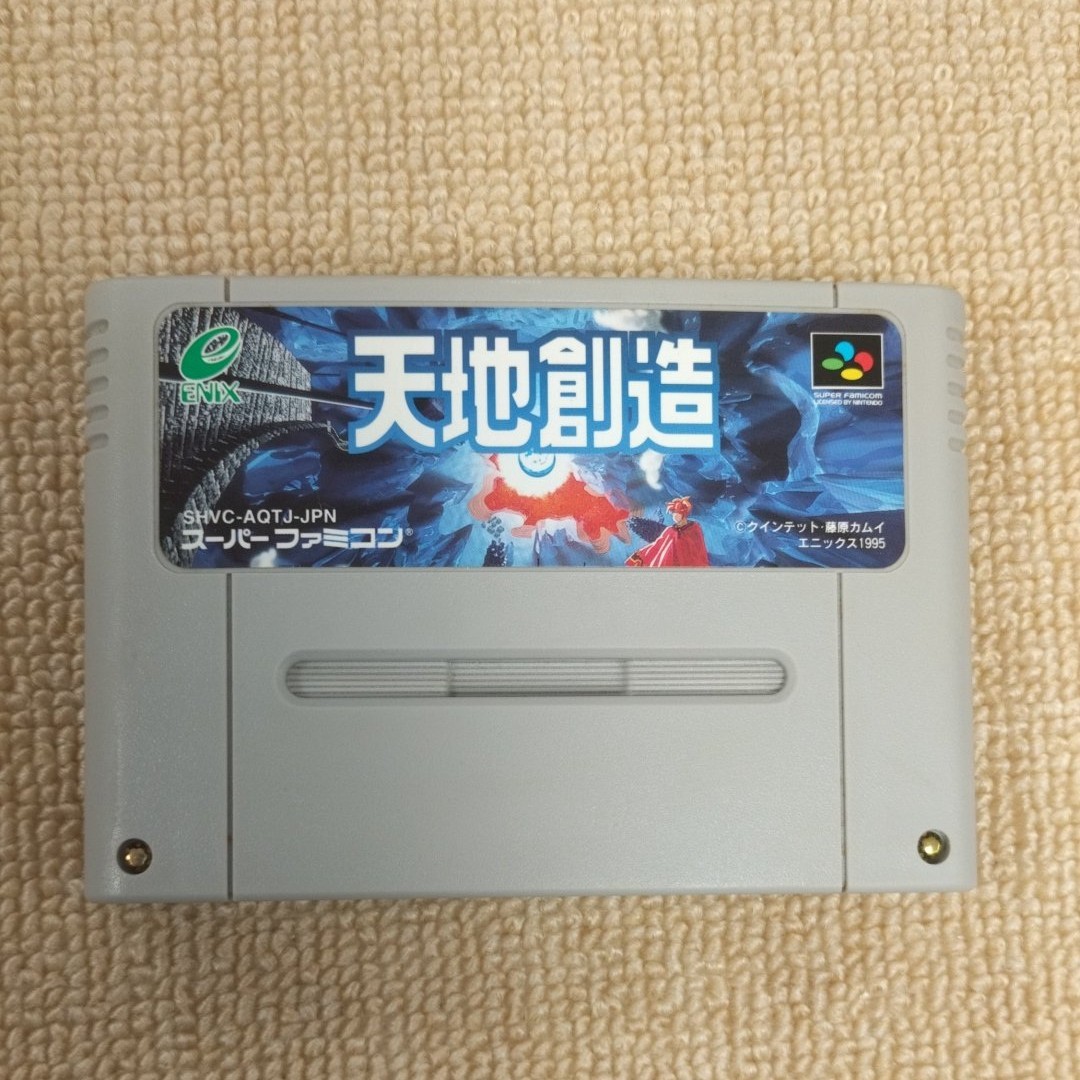 ENIX
天地創造
SUPER FAMICOM
LICENSED BY NINTENDO
SHVC-AQTJ-JPN
スーパーファミコン®
©クインテット・藤原カムイ
エニックス1995